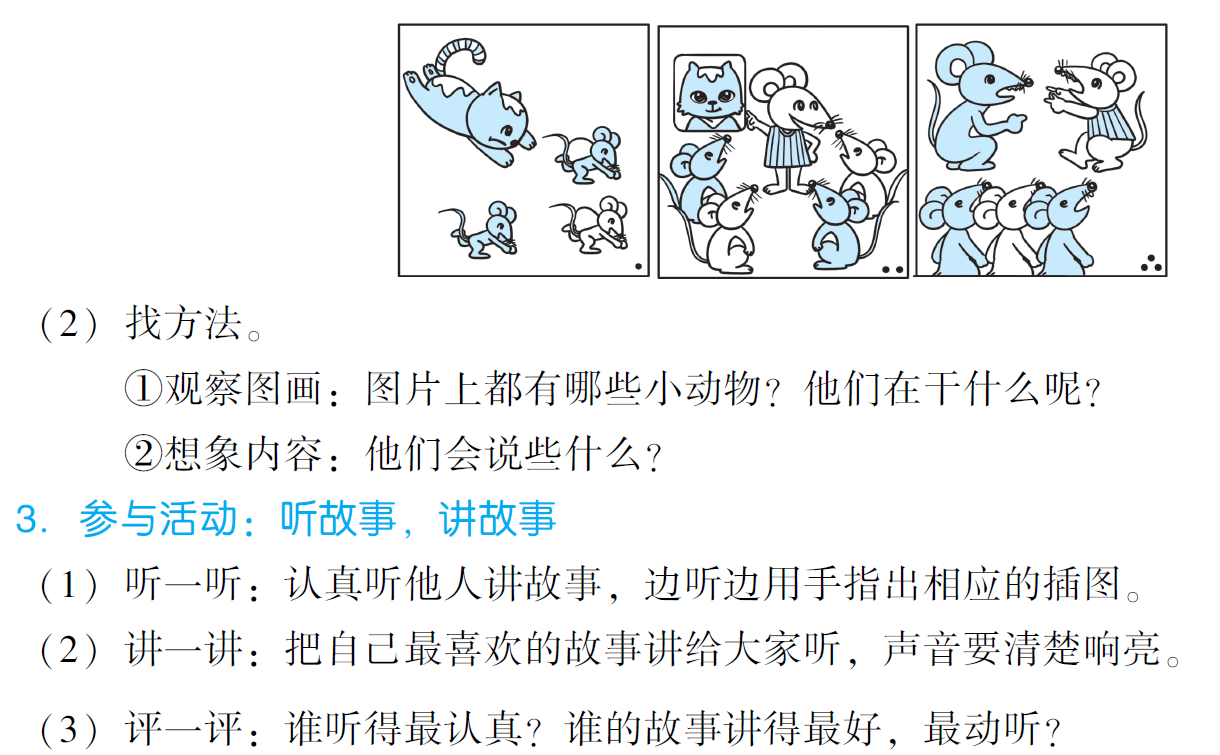 （2）找方法。
①观察图画：图片上都有哪些小动物？他们在干什么呢？
②想象内容：他们会说些什么？
3. 参与活动：听故事，讲故事
（1）听一听：认真听他人讲故事，边听边用手指出相应的插图。
（2）讲一讲：把自己最喜欢的故事讲给大家听，声音要清楚响亮。
（3）评一评：谁听得最认真？谁的故事讲得最好，最动听？